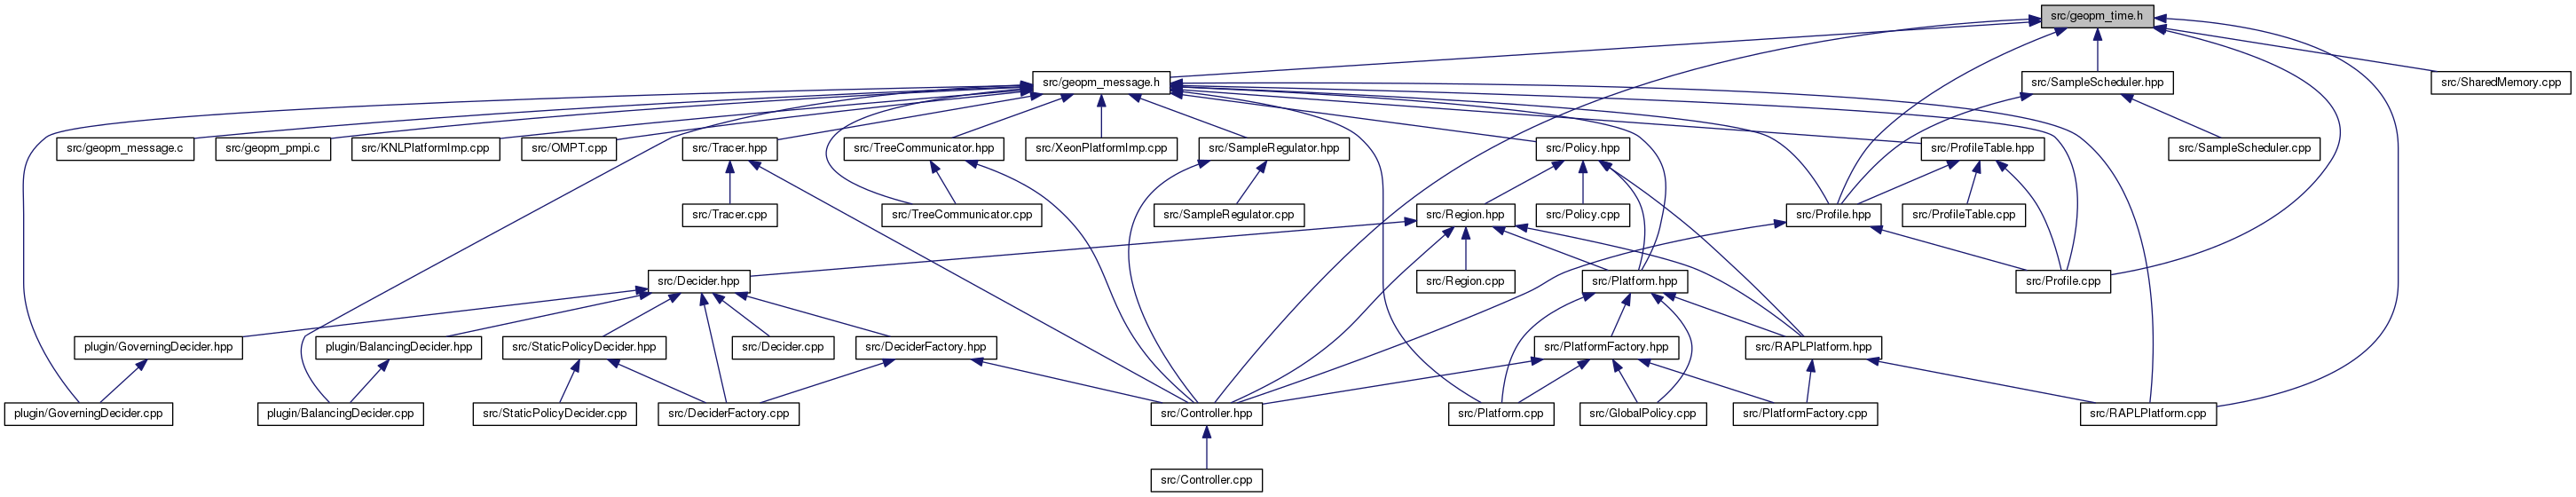 src/geopm_time.h
src/geopm_message.h
src/SampleScheduler.hpp
src/SharedMemory.cpp
src/geopm_message.c
src/geopm_pmpi.c
src/KNLPlatformImp.cpp
src/OMPT.cpp
src/Tracer.hpp
src/TreeCommunicator.hpp
src/XeonPlatformImp.cpp
src/SampleRegulator.hpp
src/Policy.hpp
src/ProfileTable.hpp
src/SampleScheduler.cpp
src/Tracer.cpp
src/TreeCommunicator.cpp
src/SampleRegulator.cpp
src/Region.hpp
src/Policy.cpp
src/Profile.hpp
src/ProfileTable.cpp
src/Decider.hpp
src/Region.cpp
src/Platform.hpp
src/Profile.cpp
plugin/GoverningDecider.hpp
plugin/BalancingDecider.hpp
src/StaticPolicyDecider.hpp
src/Decider.cpp
src/DeciderFactory.hpp
src/PlatformFactory.hpp
src/RAPLPlatform.hpp
plugin/GoverningDecider.cpp
plugin/BalancingDecider.cpp
src/StaticPolicyDecider.cpp
src/DeciderFactory.cpp
src/Controller.hpp
src/Platform.cpp
src/GlobalPolicy.cpp
src/PlatformFactory.cpp
src/RAPLPlatform.cpp
src/Controller.cpp